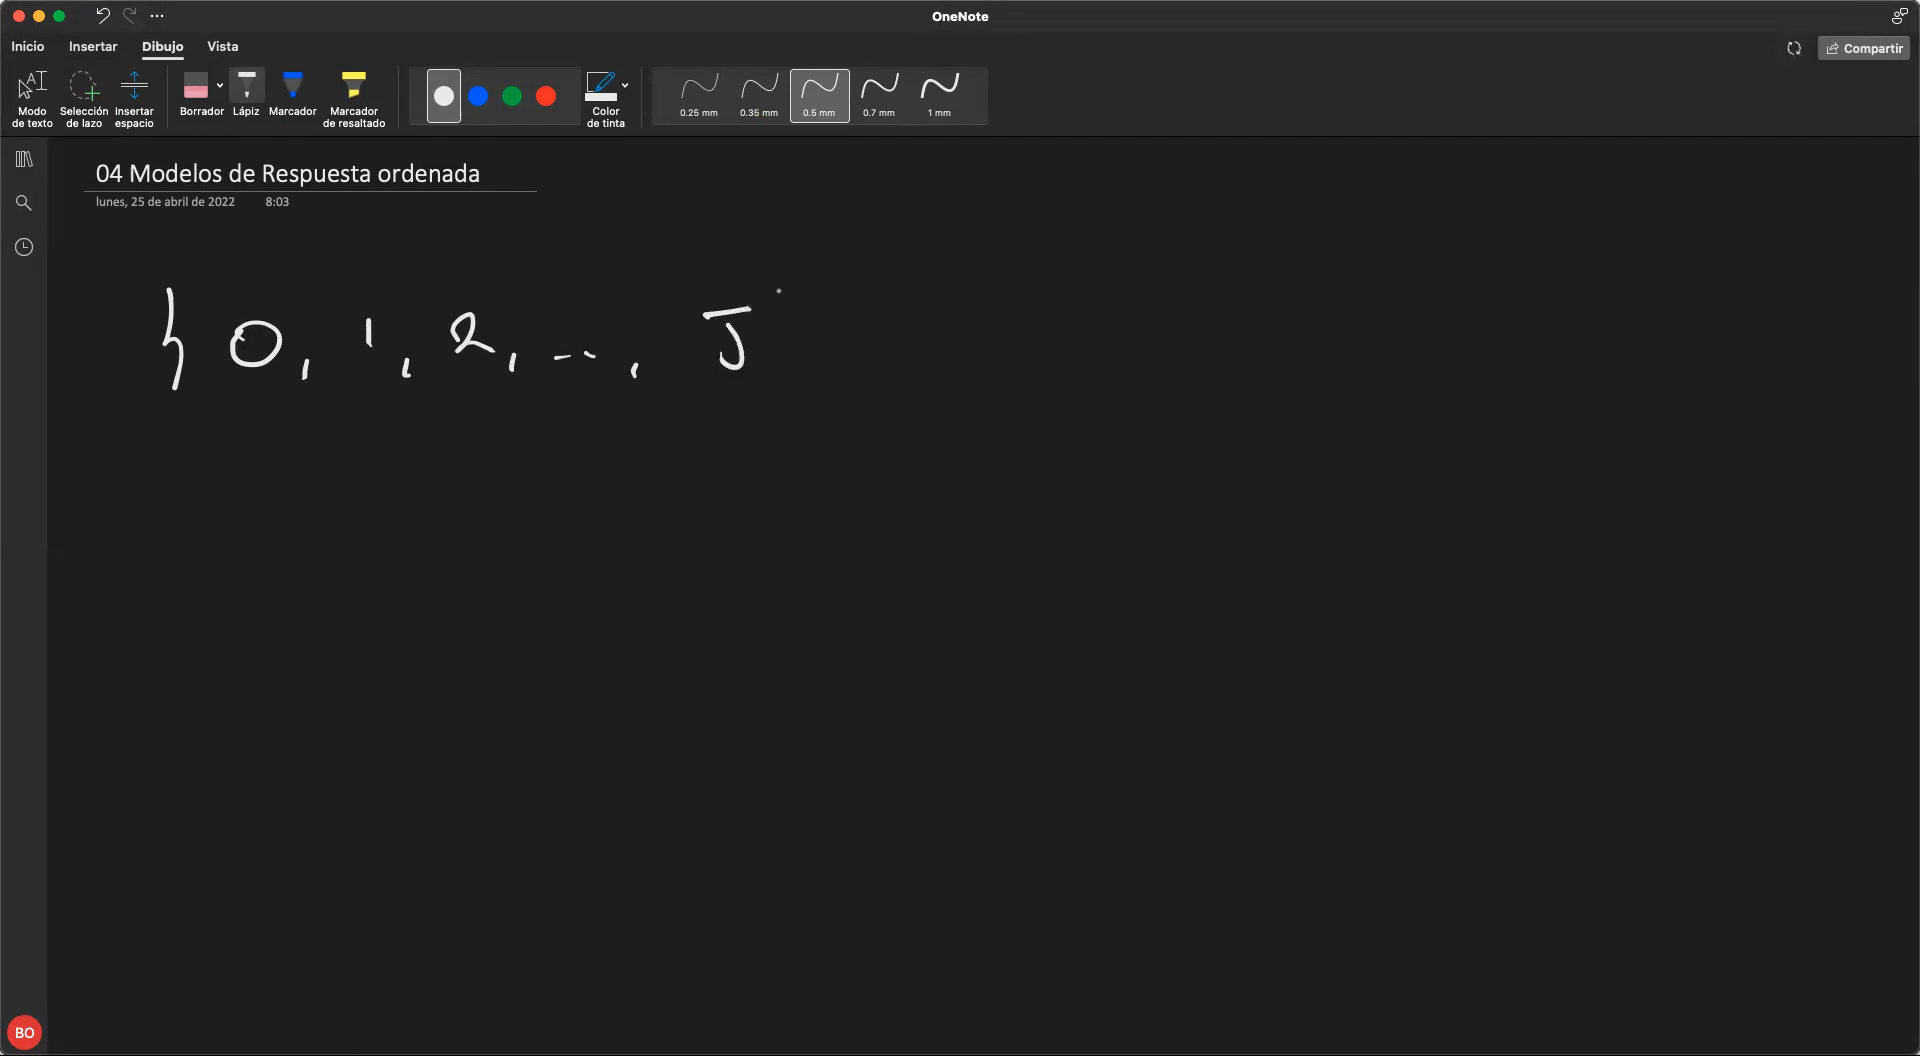 OneNote
Inicio Insertar Dibujo Vista Compartir
Modo de texto Selección de lazo Insertar espacio Borrador Lápiz Marcador Marcador de resaltado Color de tinta 0.25 mm 0.35 mm 0.5 mm 0.7 mm 1 mm
04 Modelos de Respuesta ordenada
lunes, 25 de abril de 2022 8:03
{ 0, 1, 2, ..., J
BO